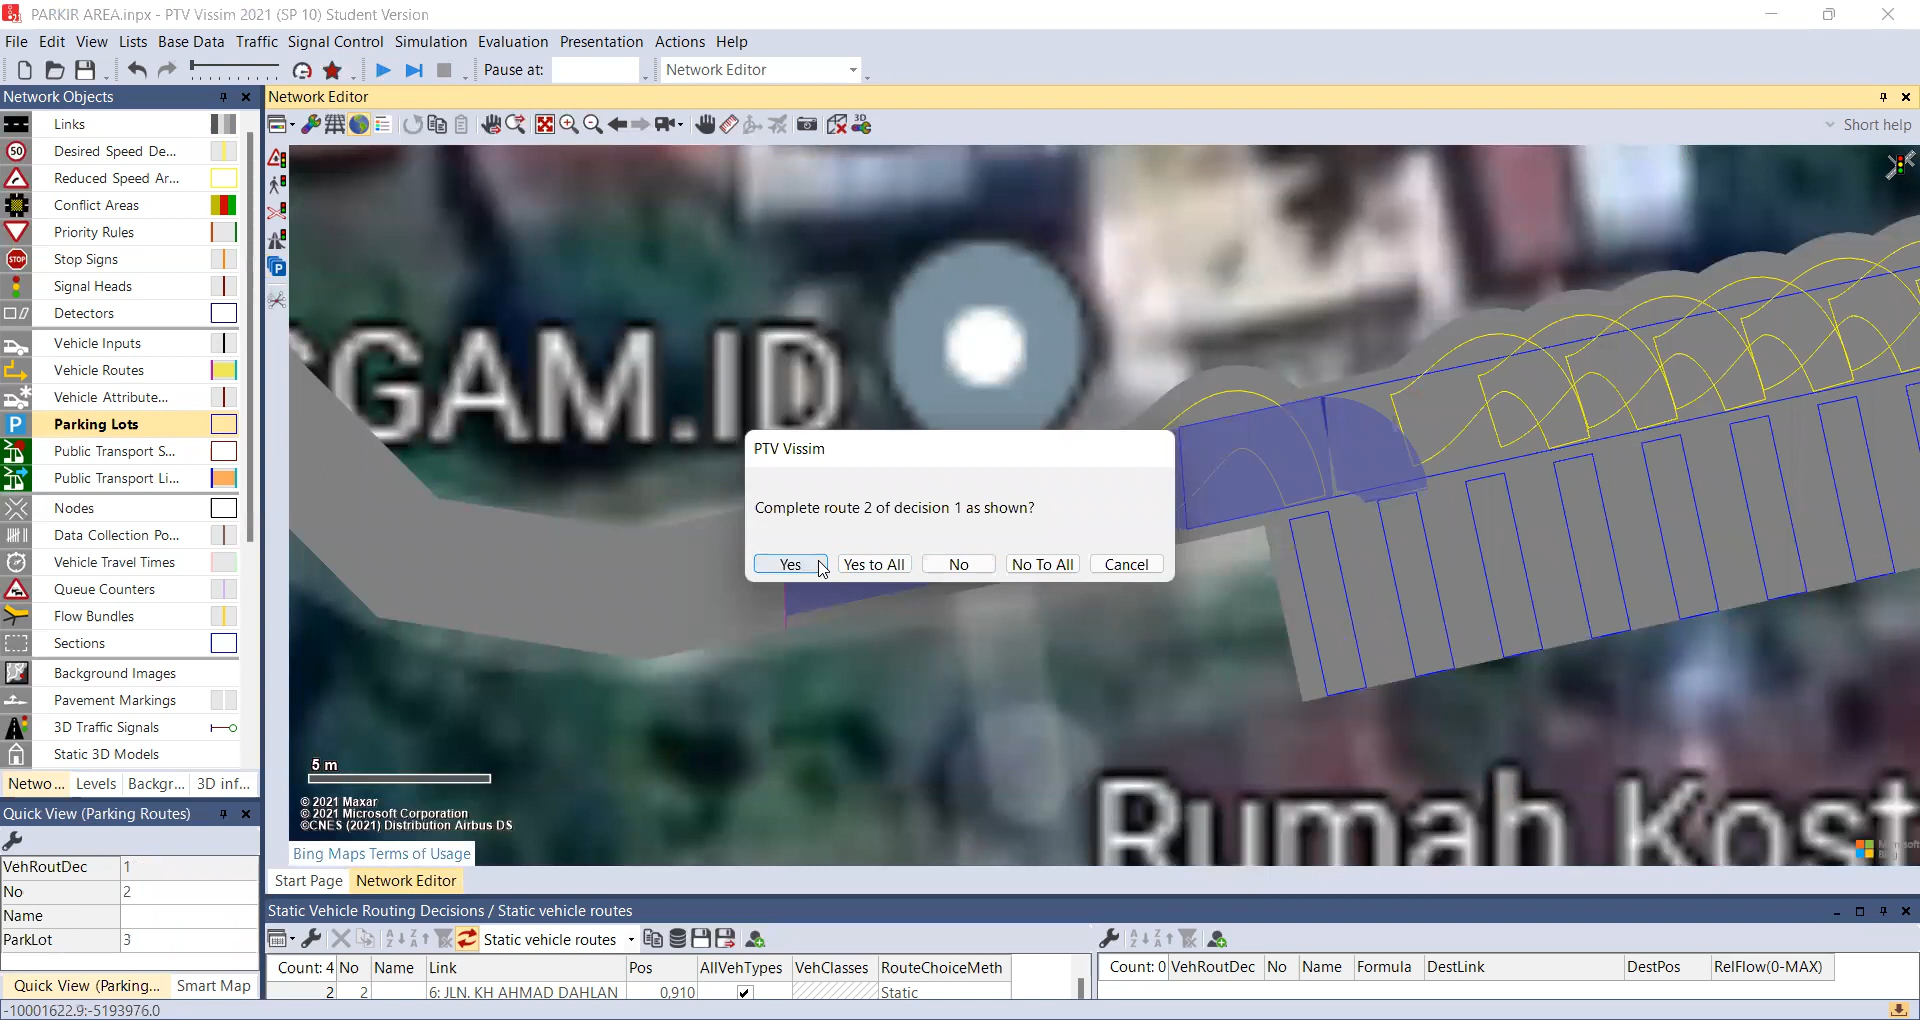 PARKIR AREA.inpx - PTV Vissim 2021 (SP 10) Student Version
File Edit View Lists Base Data Traffic Signal Control Simulation Evaluation Presentation Actions Help
Pause at: Network Editor
Network Objects
Links
50 Desired Speed De...
Reduced Speed Ar...
Conflict Areas
Priority Rules
STOP Stop Signs
Signal Heads
Detectors
Vehicle Inputs
Vehicle Routes
Vehicle Attribute...
P Parking Lots
Public Transport S...
Public Transport Li...
Nodes
Data Collection Po...
Vehicle Travel Times
Queue Counters
Flow Bundles
Sections
Background Images
Pavement Markings
3D Traffic Signals
Static 3D Models
Netwo... Levels Backgr... 3D inf...
Quick View (Parking Routes)
VehRoutDec 1
No 2
Name
ParkLot 3
Quick View (Parking... Smart Map
Network Editor
3D
Short help
P
GAM.ID
PTV Vissim
Complete route 2 of decision 1 as shown?
Yes Yes to All No No To All Cancel
5 m
© 2021 Maxar
© 2021 Microsoft Corporation
©CNES (2021) Distribution Airbus DS
Rumah Kost
Bing Maps Terms of Usage
Start Page Network Editor
Static Vehicle Routing Decisions / Static vehicle routes
Static vehicle routes
Count: 4 No Name Link Pos AllVehTypes VehClasses RouteChoiceMeth
2 2 6: JLN. KH AHMAD DAHLAN 0,910 Static
Count: 0 VehRoutDec No Name Formula DestLink DestPos RelFlow(0-MAX)
-10001622.9:-5193976.0